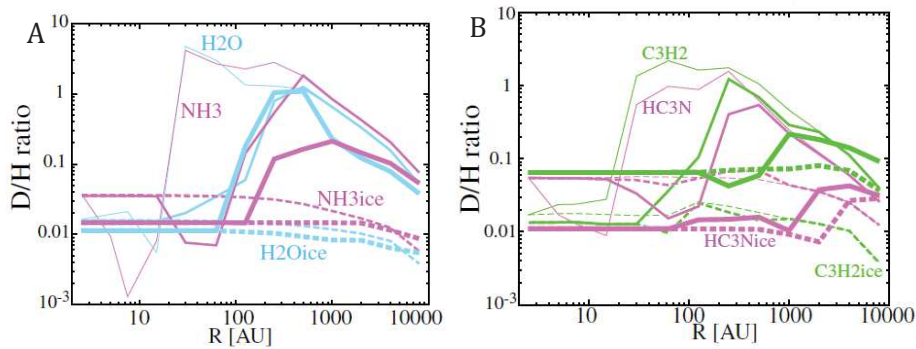 A
10
1
0.1
0.01
10-3
D/H ratio
H2O
NH3
NH3ice
H2Oice
10
100
1000
10000
R [AU]
B
10
1
0.1
0.01
10-3
D/H ratio
C3H2
HC3N
HC3Nice
C3H2ice
10
100
1000
10000
R [AU]